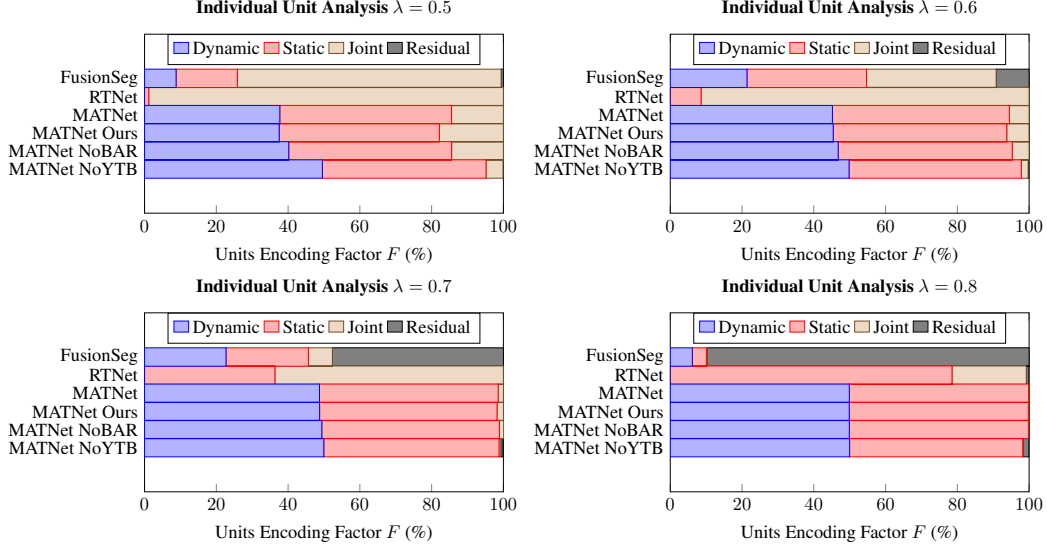 Individual Unit Analysis λ = 0.5
Dynamic Static Joint Residual
FusionSeg
RTNet
MATNet
MATNet Ours
MATNet NoBAR
MATNet NoYTB
0 20 40 60 80 100
Units Encoding Factor F (%)
Individual Unit Analysis λ = 0.6
Dynamic Static Joint Residual
FusionSeg
RTNet
MATNet
MATNet Ours
MATNet NoBAR
MATNet NoYTB
0 20 40 60 80 100
Units Encoding Factor F (%)
Individual Unit Analysis λ = 0.7
Dynamic Static Joint Residual
FusionSeg
RTNet
MATNet
MATNet Ours
MATNet NoBAR
MATNet NoYTB
0 20 40 60 80 100
Units Encoding Factor F (%)
Individual Unit Analysis λ = 0.8
Dynamic Static Joint Residual
FusionSeg
RTNet
MATNet
MATNet Ours
MATNet NoBAR
MATNet NoYTB
0 20 40 60 80 100
Units Encoding Factor F (%)